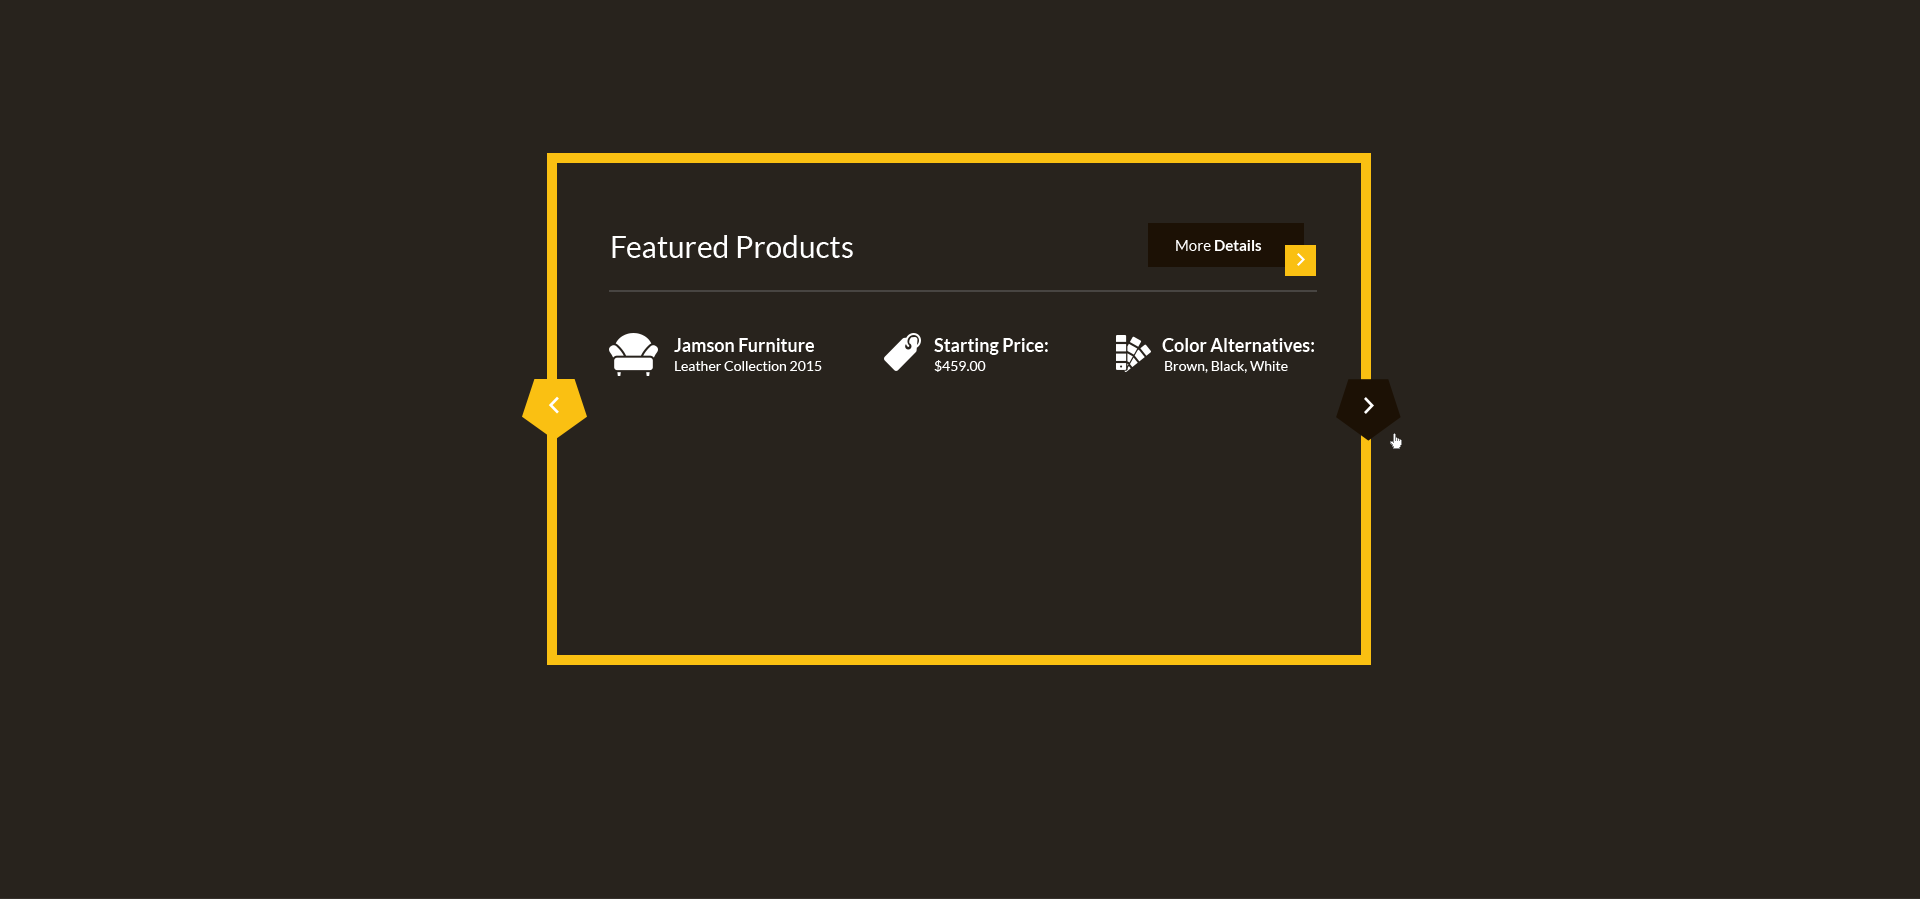 Featured Products
More Details
Jamson Furniture
Leather Collection 2015
Starting Price:
$459.00
Color Alternatives:
Brown, Black, White